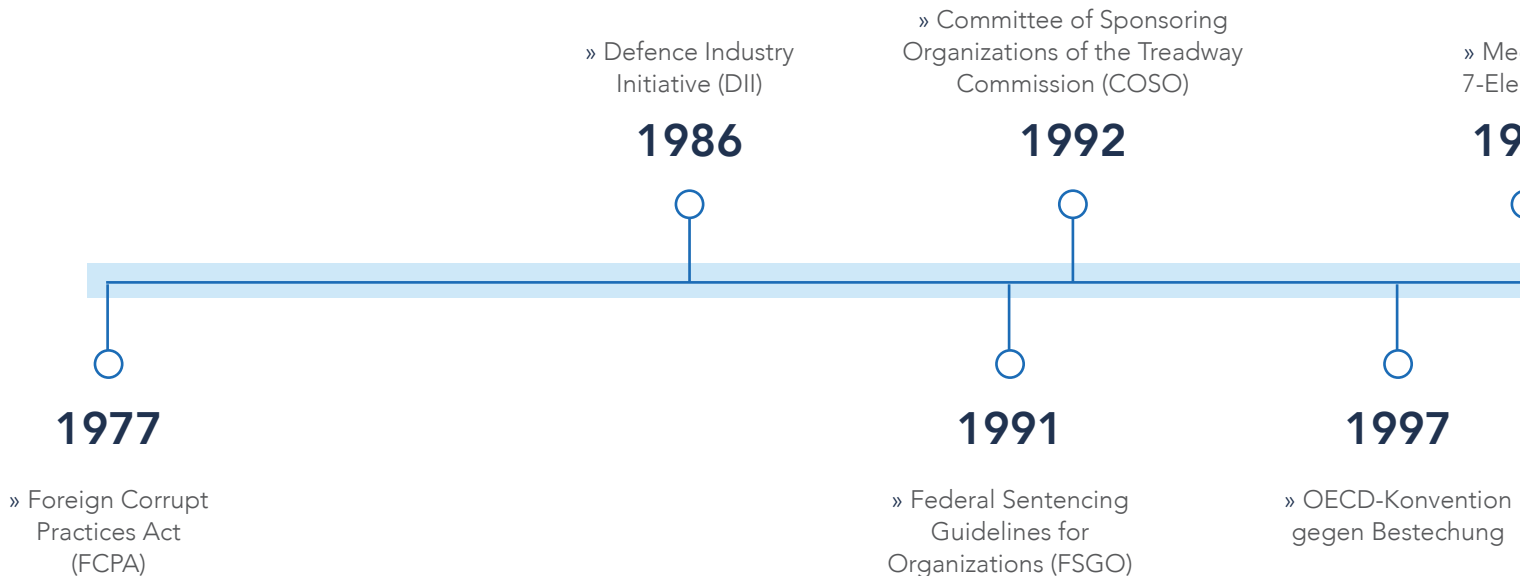 » Defence Industry
Initiative (DII)
1986
» Committee of Sponsoring
Organizations of the Treadway
Commission (COSO)
1992
1977
» Foreign Corrupt
Practices Act
(FCPA)
1991
» Federal Sentencing
Guidelines for
Organizations (FSGO)
1997
» OECD-Konvention
gegen Bestechung